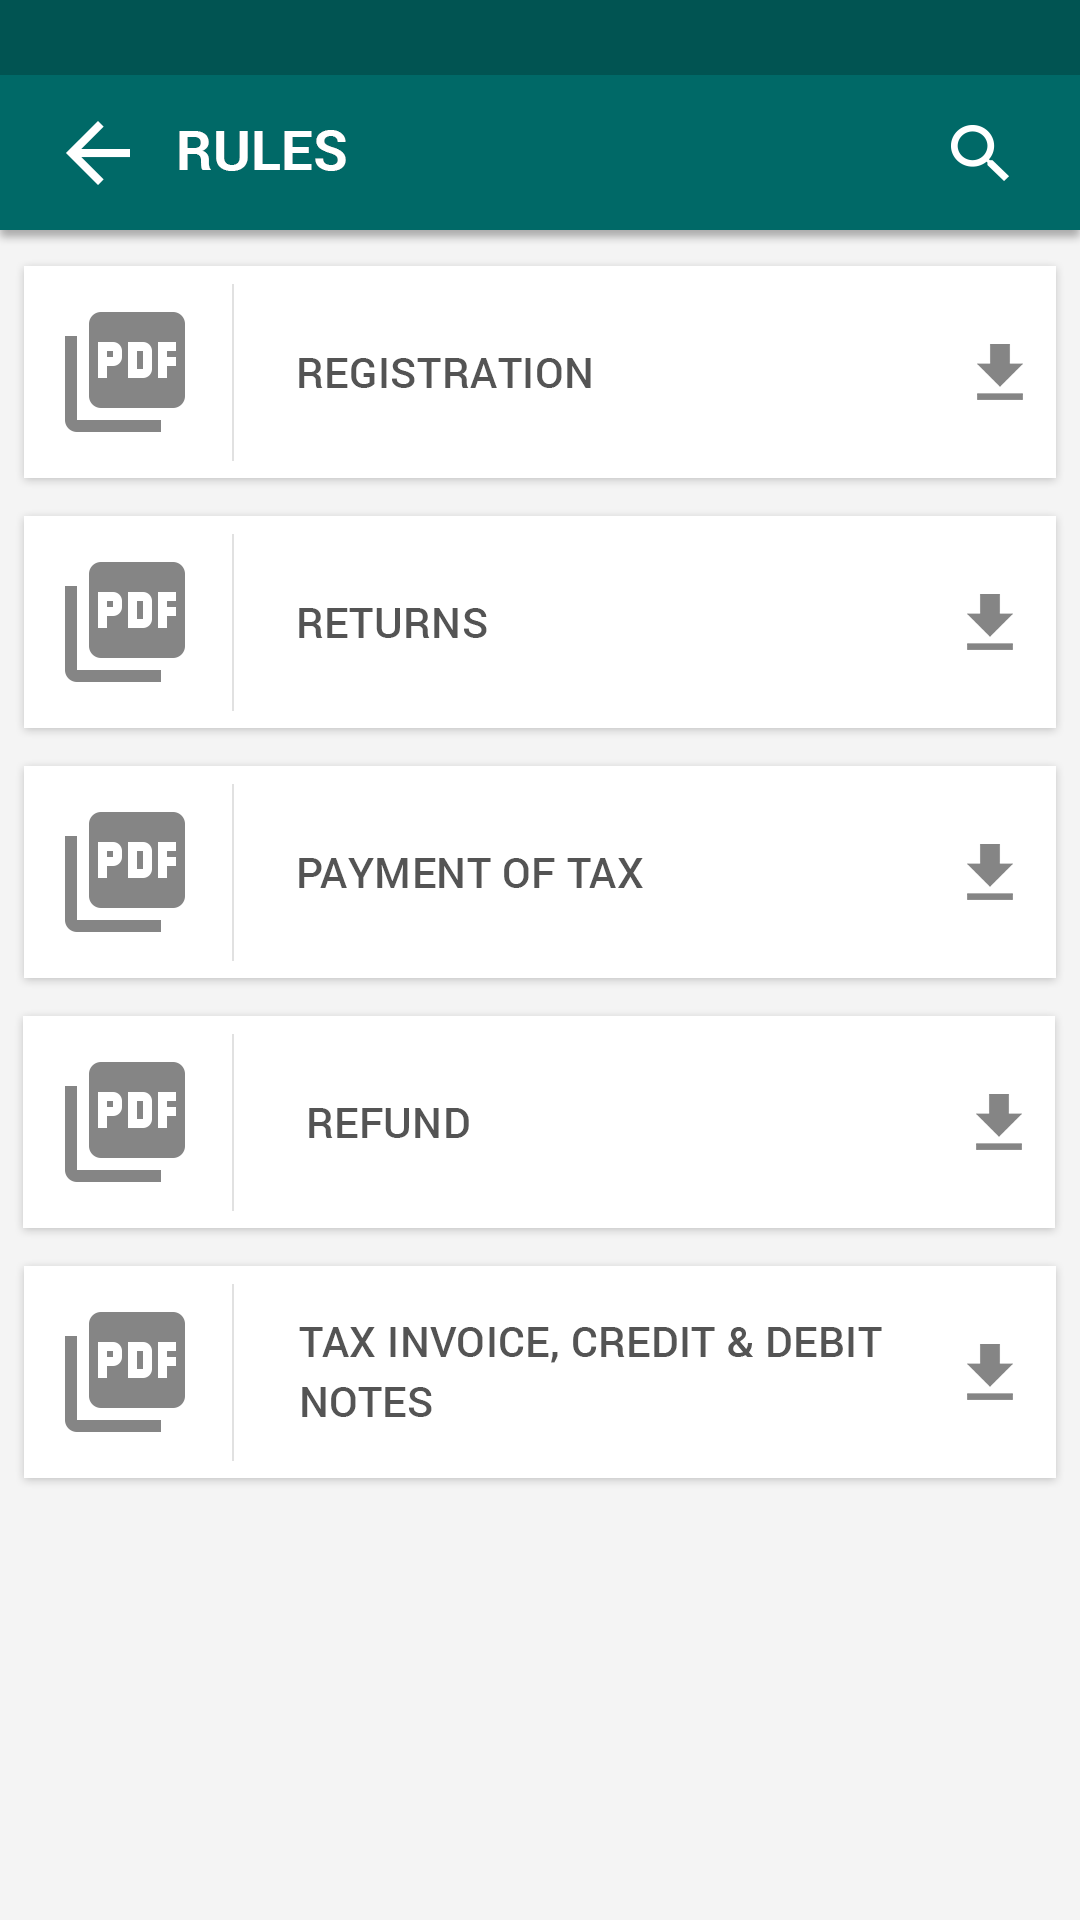 RULES
PDF
REGISTRATION
PDF
RETURNS
PDF
PAYMENT OF TAX
PDF
REFUND
PDF
TAX INVOICE, CREDIT & DEBIT
NOTES